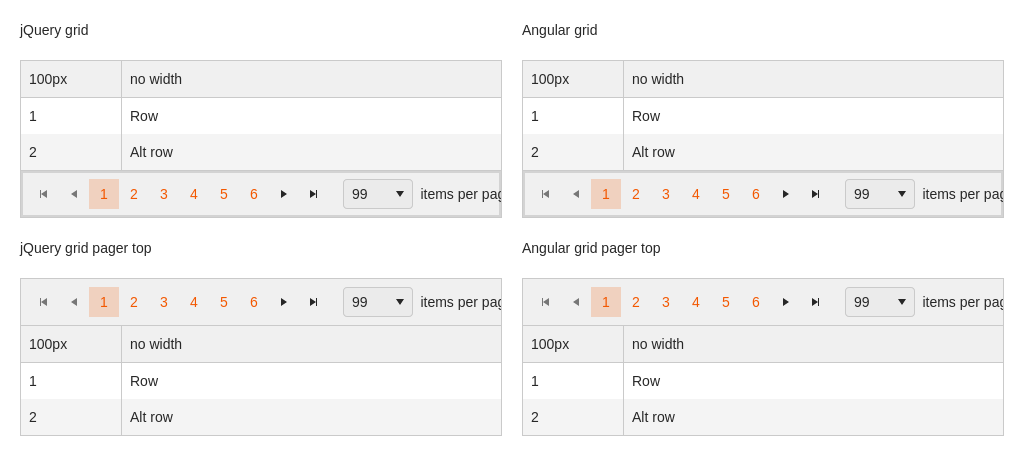 jQuery grid
100px no width
1 Row
2 Alt row
1 2 3 4 5 6 99 items per pag
Angular grid
100px no width
1 Row
2 Alt row
1 2 3 4 5 6 99 items per pag
jQuery grid pager top
1 2 3 4 5 6 99 items per pag
100px no width
1 Row
2 Alt row
Angular grid pager top
1 2 3 4 5 6 99 items per pag
100px no width
1 Row
2 Alt row